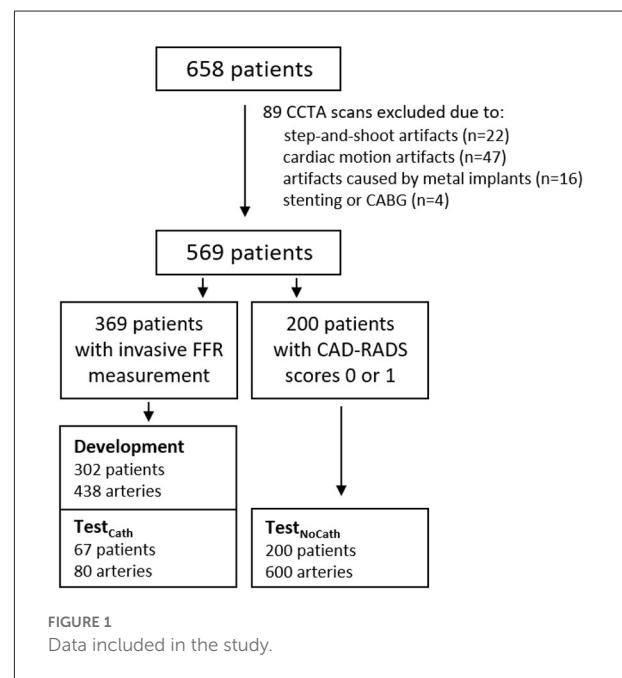 658 patients
89 CCTA scans excluded due to:
step-and-shoot artifacts (n=22)
cardiac motion artifacts (n=47)
artifacts caused by metal implants (n=16)
stenting or CABG (n=4)
569 patients
369 patients
with invasive FFR
measurement
200 patients
with CAD-RADS
scores 0 or 1
Development
302 patients
438 arteries
TestCath
67 patients
80 arteries
TestNoCath
200 patients
600 arteries
FIGURE 1
Data included in the study.